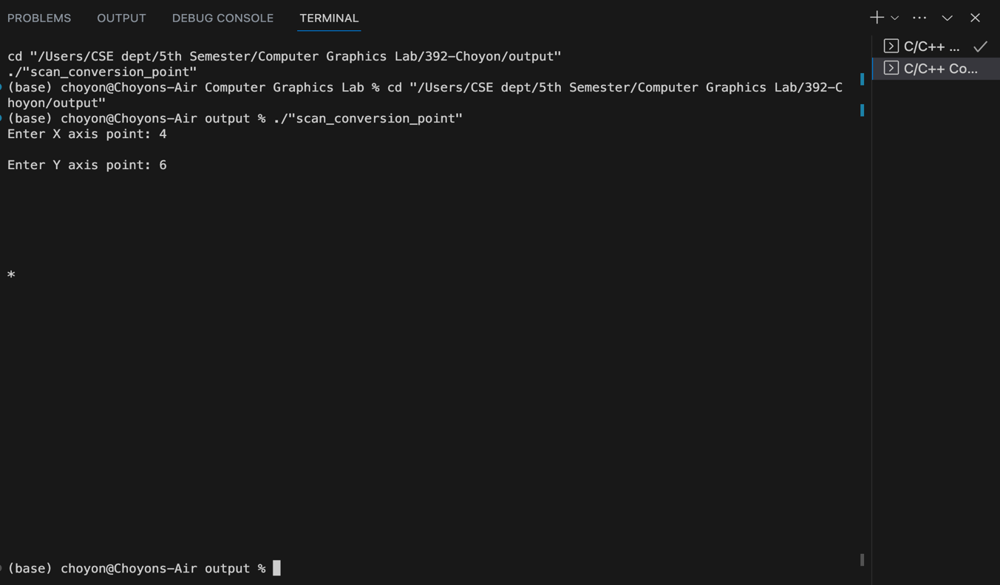 PROBLEMS OUTPUT DEBUG CONSOLE TERMINAL
cd "/Users/CSE dept/5th Semester/Computer Graphics Lab/392-Choyon/output"
./"scan_conversion_point"
(base) choyon@Choyons-Air Computer Graphics Lab % cd "/Users/CSE dept/5th Semester/Computer Graphics Lab/392-C
hoyon/output"
(base) choyon@Choyons-Air output % ./"scan_conversion_point"
Enter X axis point: 4
Enter Y axis point: 6
*
(base) choyon@Choyons-Air output %
C/C++ ...
C/C++ Co...